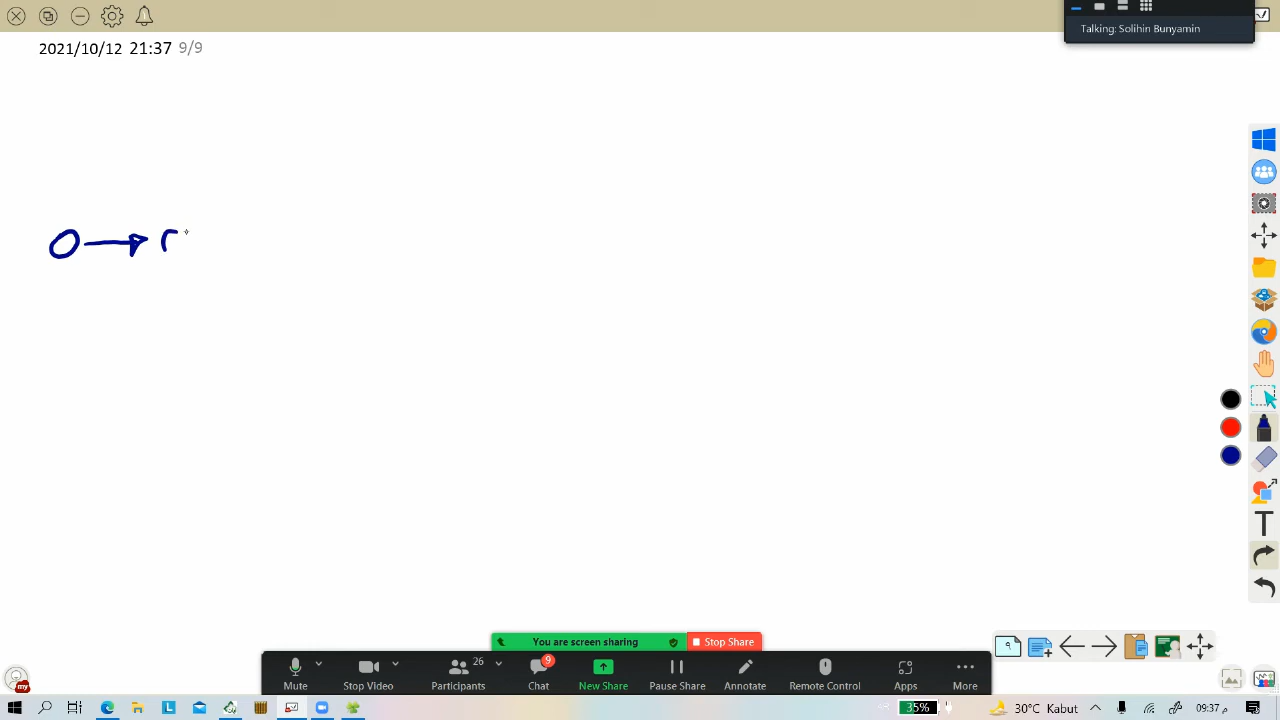 Talking: Solihin Bunyamin
2021/10/12 21:37 9/9
O → r
You are screen sharing
Stop Share
26
9
Mute
Stop Video
Participants
Chat
New Share
Pause Share
Annotate
Remote Control
Apps
More
my
35%
30°C Kabut
09:37